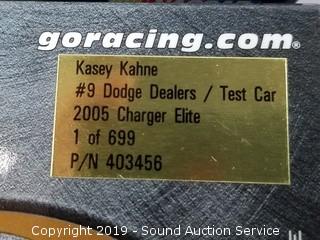 goracing.com®
Kasey Kahne
#9 Dodge Dealers / Test Car
2005 Charger Elite
1 of 699
P/N 403456
Copyright 2019 - Sound Auction Service